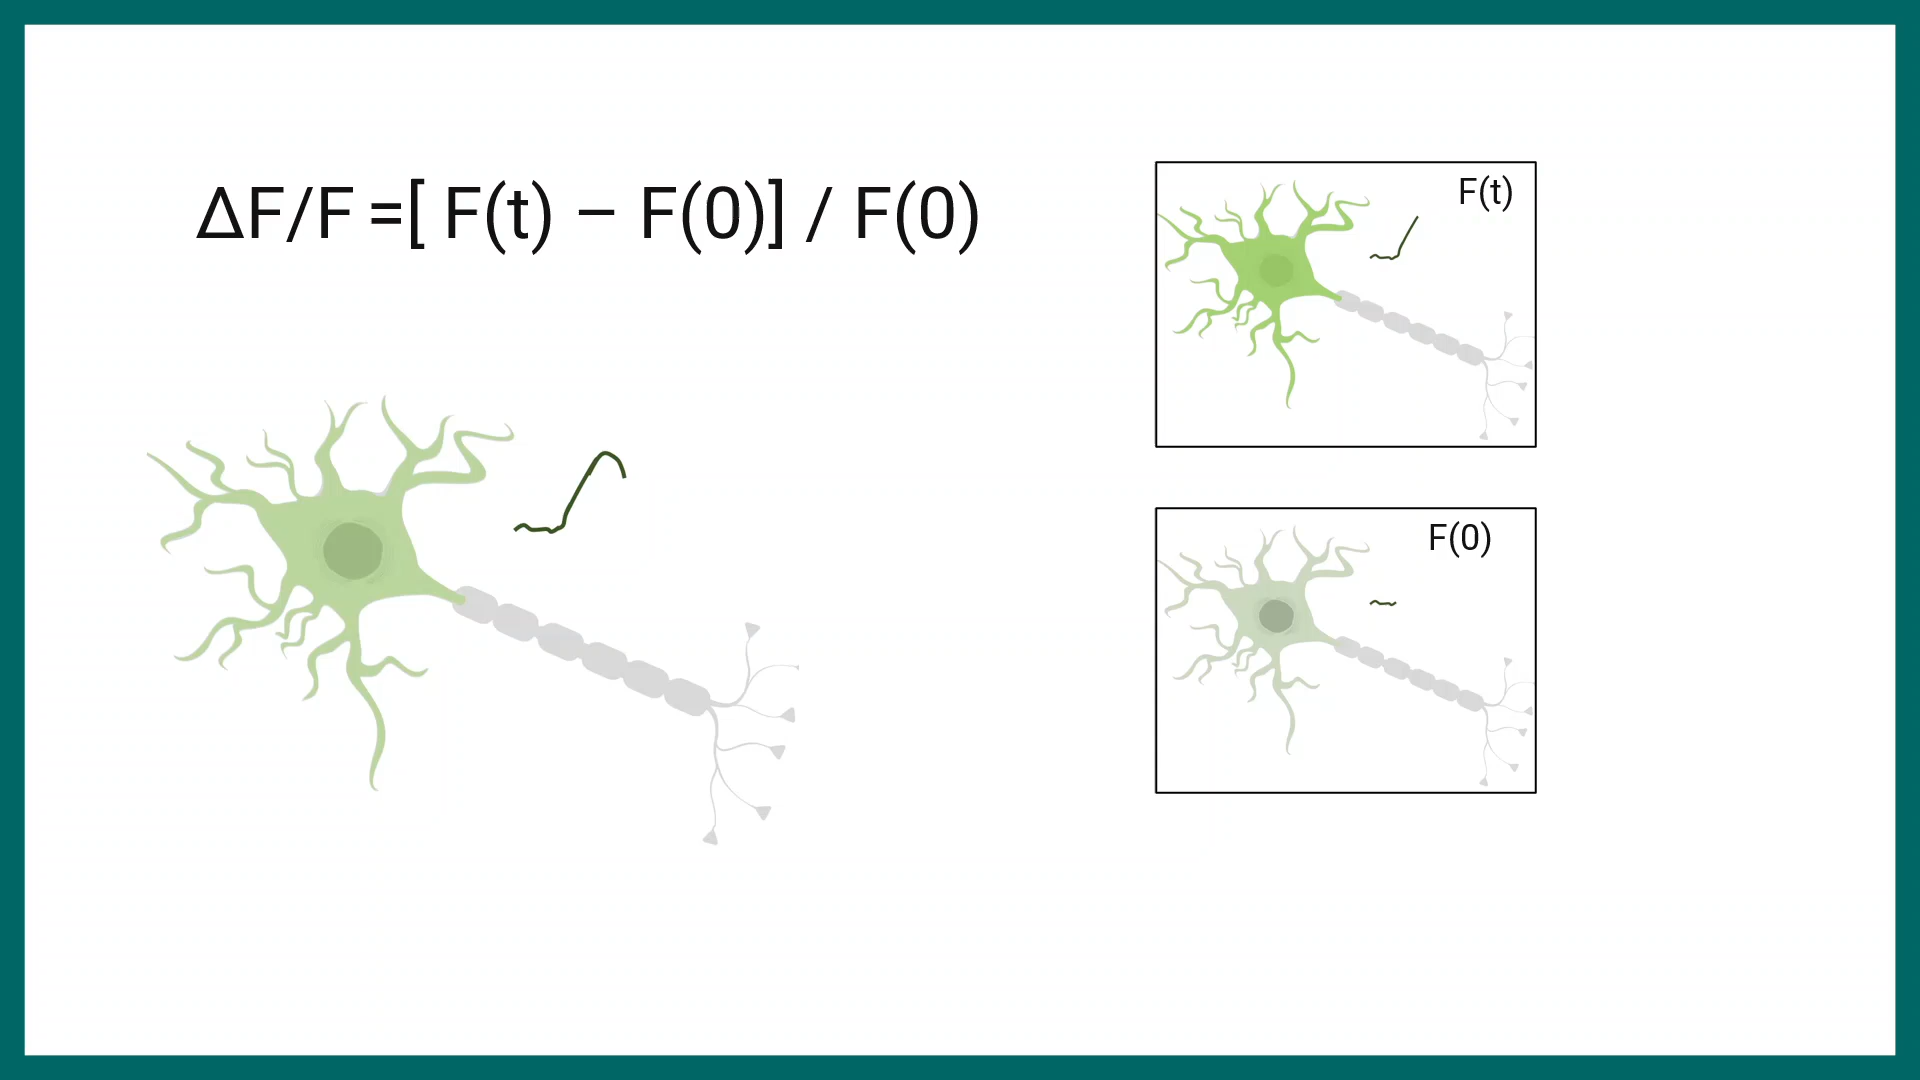 ΔF/F =[ F(t) – F(0)] / F(0)
F(t)
F(0)